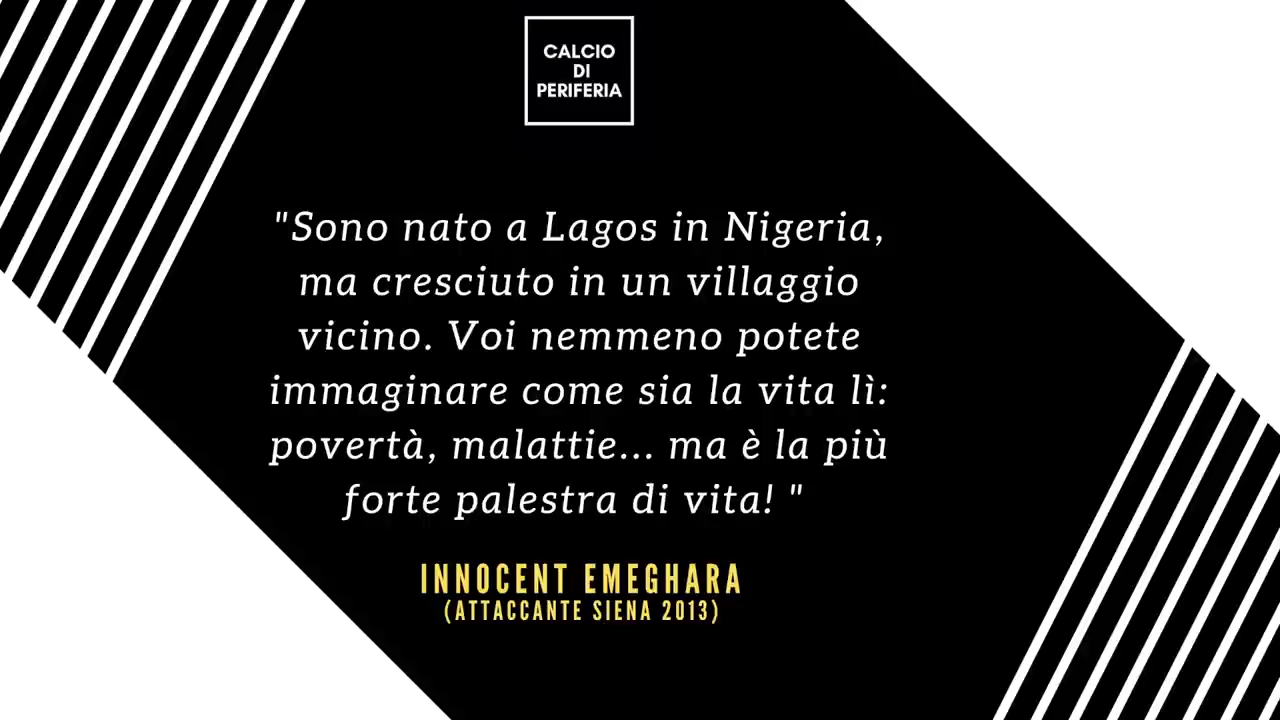 CALCIO
DI
PERIFERIA
"Sono nato a Lagos in Nigeria,
ma cresciuto in un villaggio
vicino. Voi nemmeno potete
immaginare come sia la vita lì:
povertà, malattie... ma è la più
forte palestra di vita! "
INNOCENT EMEGHARA
(ATTACCANTE SIENA 2013)